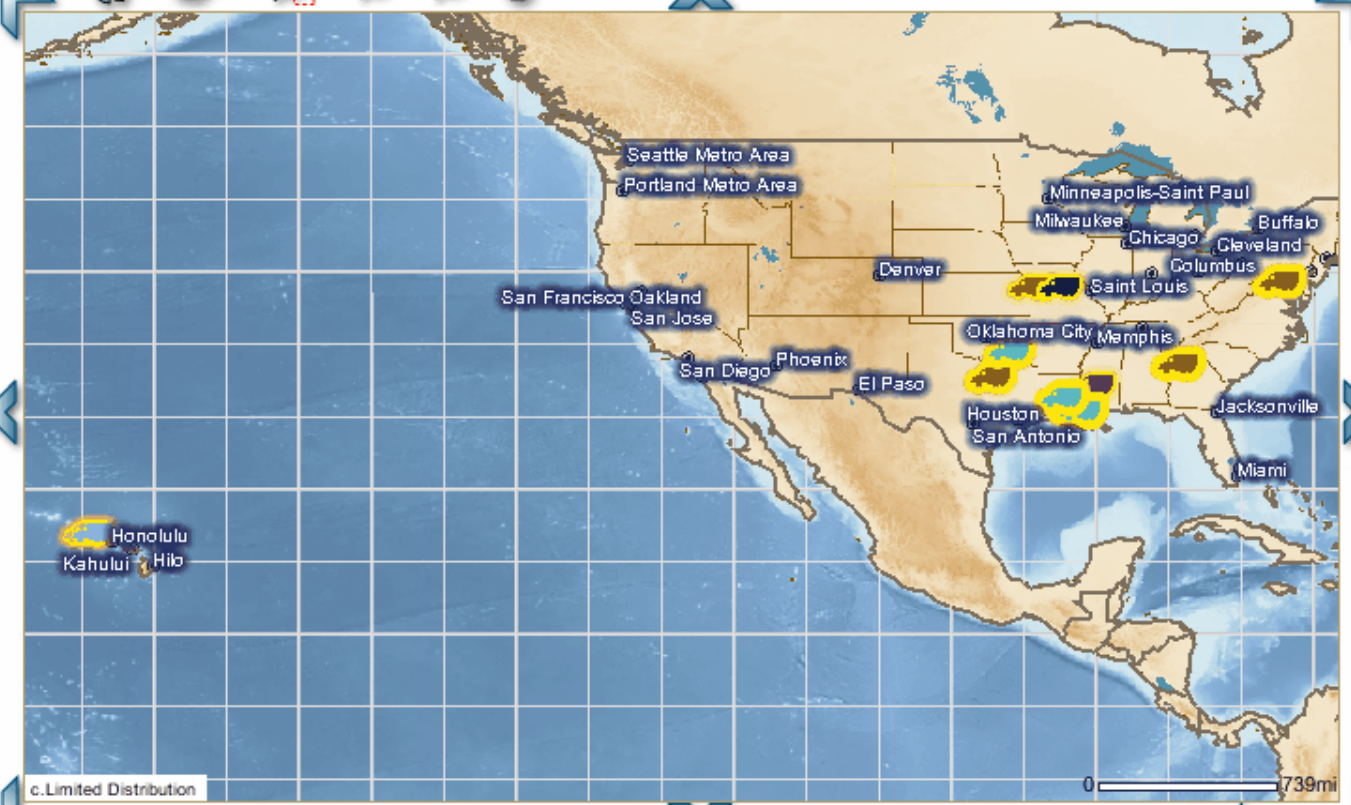 Seattle Metro Area
Portland Metro Area
Minneapolis-Saint Paul
Milwaukee
Buffalo
Chicago
Cleveland
Columbus
Denver
Saint Louis
San Francisco Oakland
San Jose
Oklahoma City
Memphis
Phoenix
San Diego
El Paso
Houston
Jacksonville
San Antonio
Miami
Honolulu
Kahului
Hilo
c.Limited Distribution
0
739mi